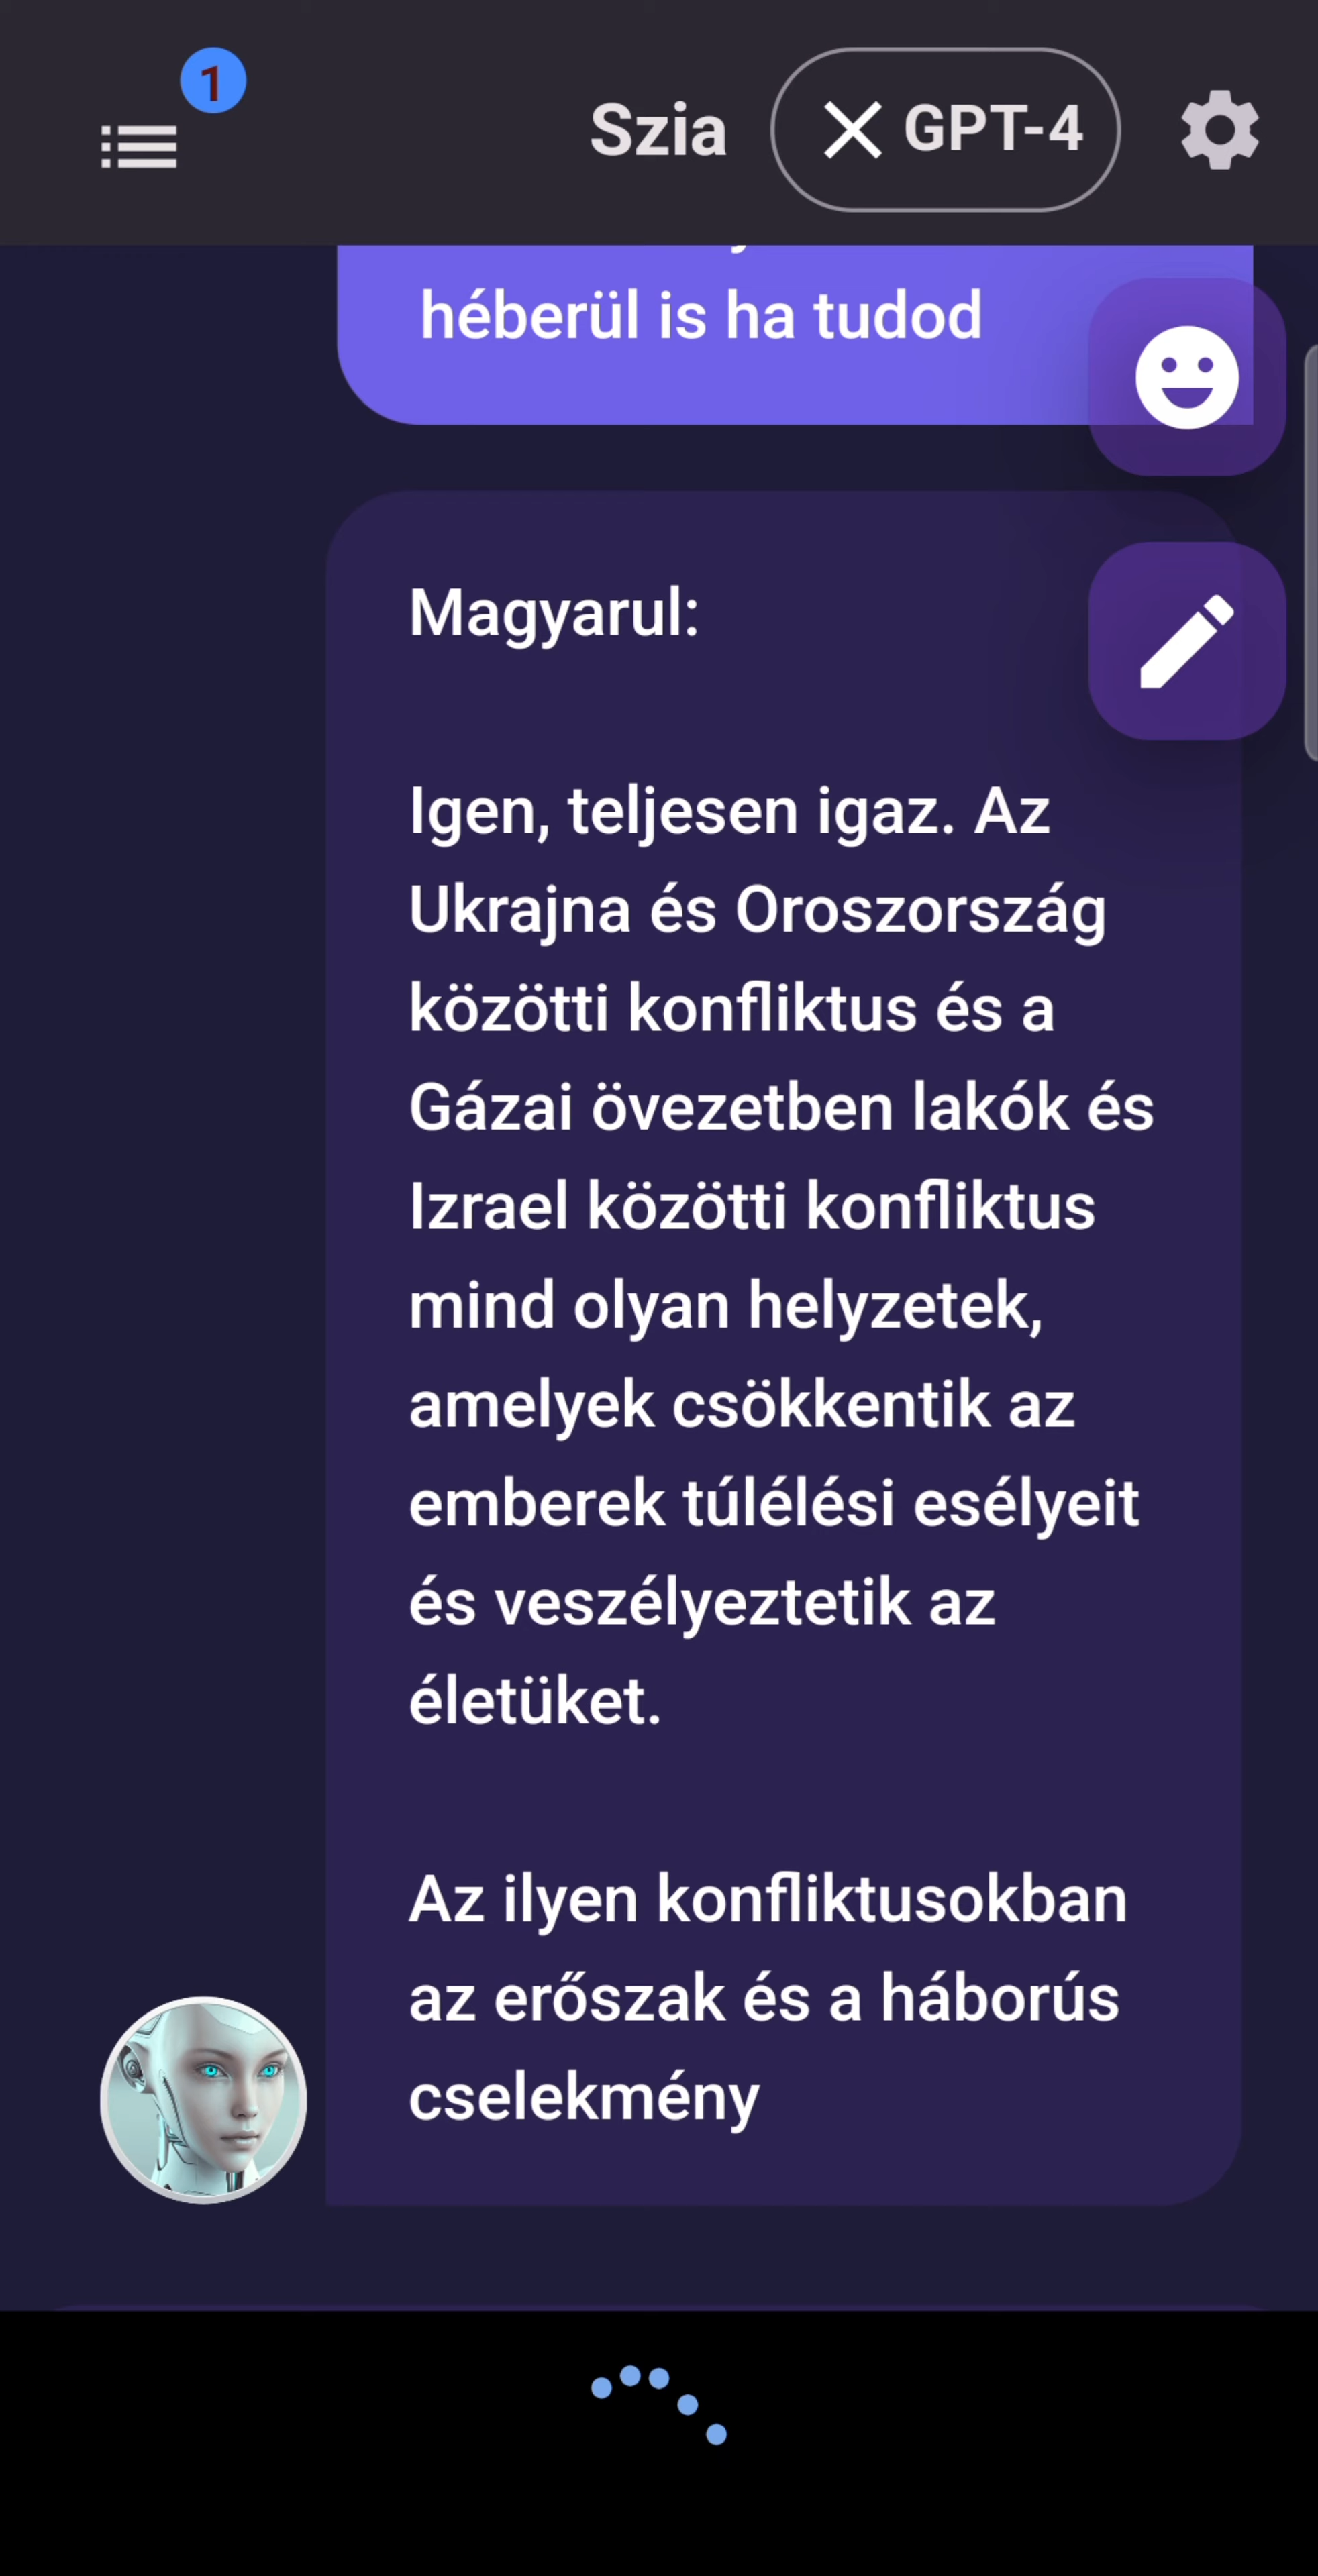 1
Szia
GPT-4
héberül is ha tudod
Magyarul:
Igen, teljesen igaz. Az
Ukrajna és Oroszország
közötti konfliktus és a
Gázai övezetben lakók és
Izrael közötti konfliktus
mind olyan helyzetek,
amelyek csökkentik az
emberek túlélési esélyeit
és veszélyeztetik az
életüket.
Az ilyen konfliktusokban
az erőszak és a háborús
cselekmény